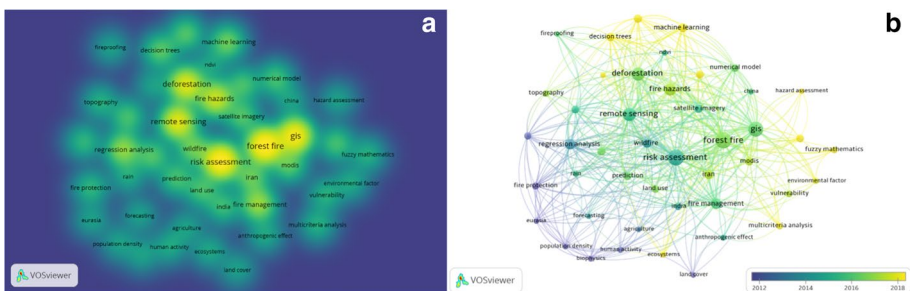 a
fireproofing
decision trees
machine learning
ndvi
deforestation
numerical model
fire hazards
china
hazard assessment
topography
satellite imagery
remote sensing
gis
forest fire
regression analysis
wildfire
fuzzy mathematics
risk assessment
modis
rain
prediction
iran
fire protection
land use
environmental factor
vulnerability
india
fire management
eurasia
forecasting
agriculture
multicriteria analysis
anthropogenic effect
population density
human activity
ecosystems
land cover
VOSviewer
b
fireproofing
decision trees
machine learning
ndvi
deforestation
numerical model
fire hazards
china
hazard assessment
topography
satellite imagery
remote sensing
gis
forest fire
regression analysis
wildfire
fuzzy mathematics
risk assessment
modis
rain
prediction
iran
fire protection
land use
environmental factor
vulnerability
india
fire management
eurasia
forecasting
agriculture
multicriteria analysis
anthropogenic effect
population density
human activity
biophysics
ecosystems
land cover
VOSviewer
2012 2014 2016 2018